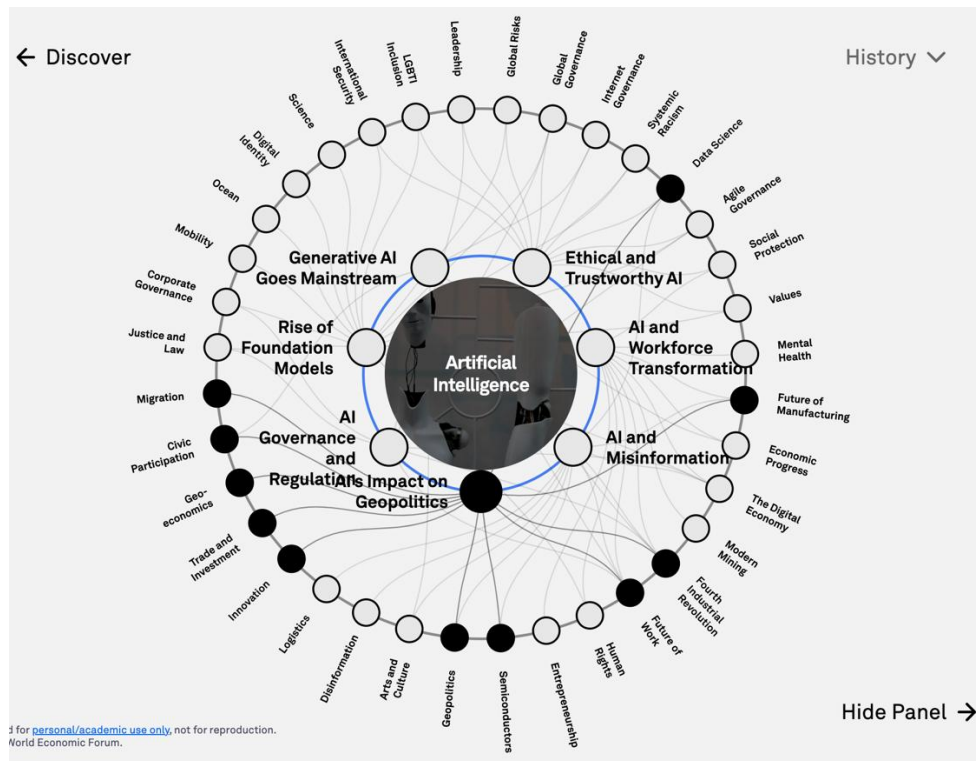 ← Discover
History
Leadership
Global Risks
Global
Governance
Internet
Governance
Systemic
Racism
Data Science
Agile
Governance
Social
Protection
Values
Mental
Health
Future of
Manufacturing
Economic
Progress
The Digital
Economy
Modern
Mining
Fourth
Industrial
Revolution
Future of
Work
Human
Rights
Entrepreneurship
Semiconductors
Geopolitics
Arts and
Culture
Disinformation
Logistics
Innovation
Trade and
Investment
Geo-
economics
Civic
Participation
Migration
Justice and
Law
Corporate
Governance
Mobility
Ocean
Digital
Identity
Science
International
Security
LGBTI
Inclusion
Generative AI
Goes Mainstream
Ethical and
Trustworthy AI
Rise of
Foundation
Models
AI and
Workforce
Transformation
Artificial
Intelligence
AI
Governance
and
Regulation
AI and
Misinformation
AI's Impact on
Geopolitics
Hide Panel →
d for personal/academic use only, not for reproduction.
World Economic Forum.